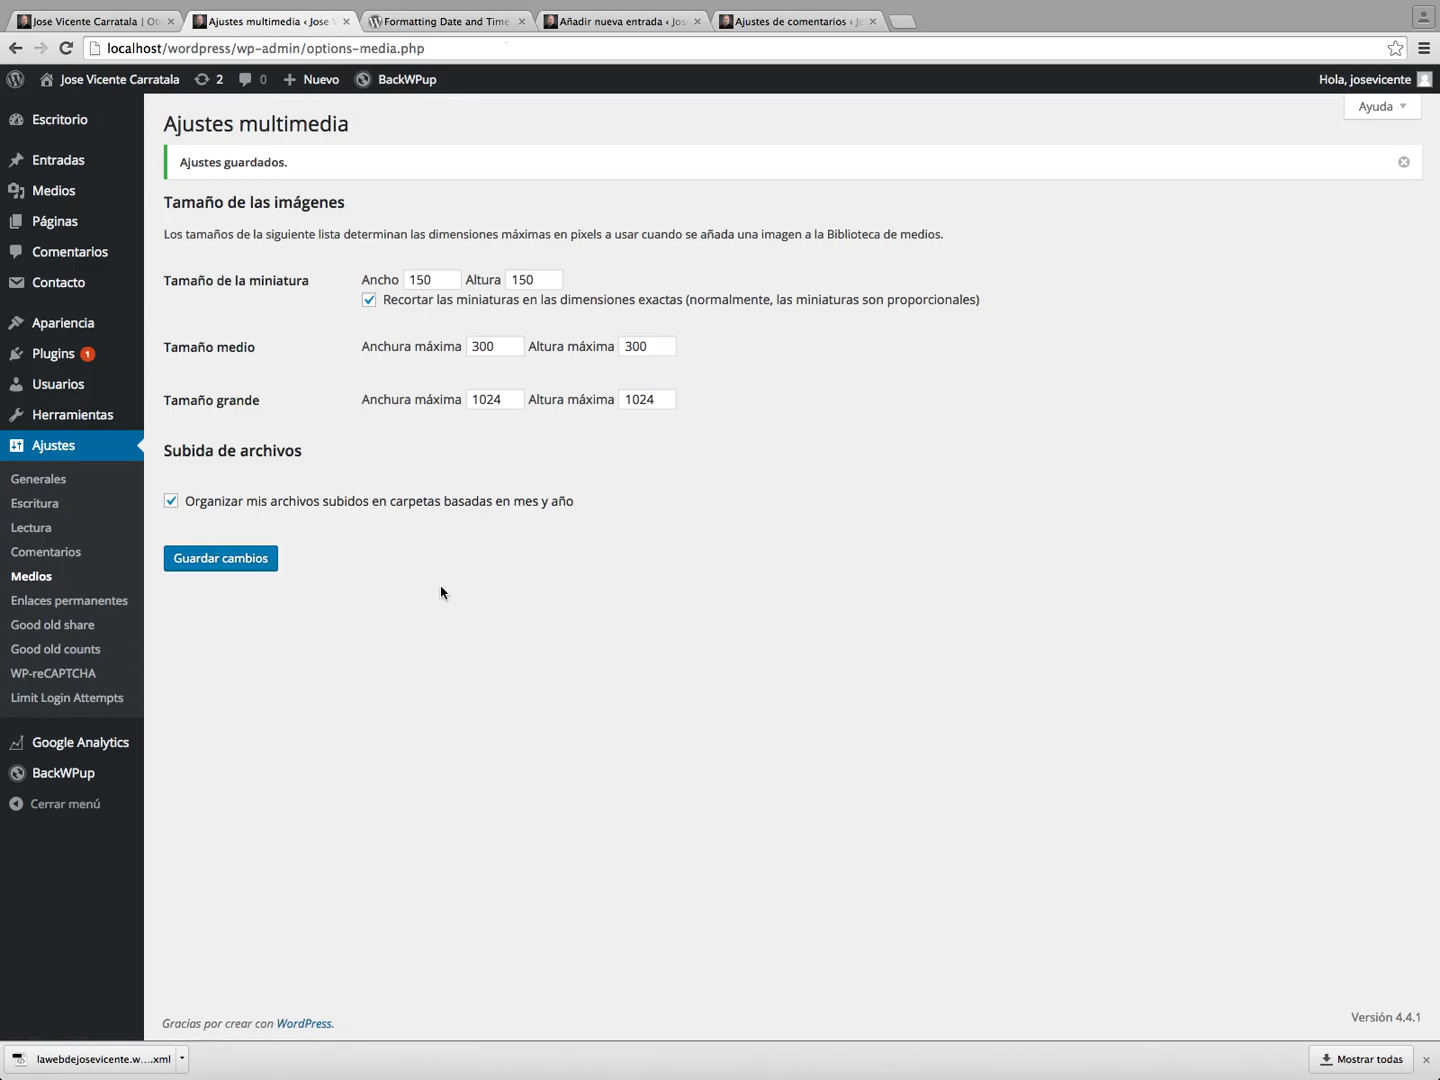 Jose Vicente Carratala | Ot
Ajustes multimedia ‹ Jose
Formatting Date and Time
Añadir nueva entrada ‹ Jos
Ajustes de comentarios ‹ J
localhost/wordpress/wp-admin/options-media.php
Jose Vicente Carratala
2
0
Nuevo
BackWPup
Hola, josevicente
Ayuda
Escritorio
Entradas
Medios
Páginas
Comentarios
Contacto
Apariencia
Plugins 1
Usuarios
Herramientas
Ajustes
Generales
Escritura
Lectura
Comentarios
Medios
Enlaces permanentes
Good old share
Good old counts
WP-reCAPTCHA
Limit Login Attempts
Google Analytics
BackWPup
Cerrar menú
Ajustes multimedia
Ajustes guardados.
Tamaño de las imágenes
Los tamaños de la siguiente lista determinan las dimensiones máximas en pixels a usar cuando se añada una imagen a la Biblioteca de medios.
Tamaño de la miniatura Ancho 150 Altura 150
Recortar las miniaturas en las dimensiones exactas (normalmente, las miniaturas son proporcionales)
Tamaño medio Anchura máxima 300 Altura máxima 300
Tamaño grande Anchura máxima 1024 Altura máxima 1024
Subida de archivos
Organizar mis archivos subidos en carpetas basadas en mes y año
Guardar cambios
Gracias por crear con WordPress.
Versión 4.4.1
lawebdejosevicente.w....xml
Mostrar todas